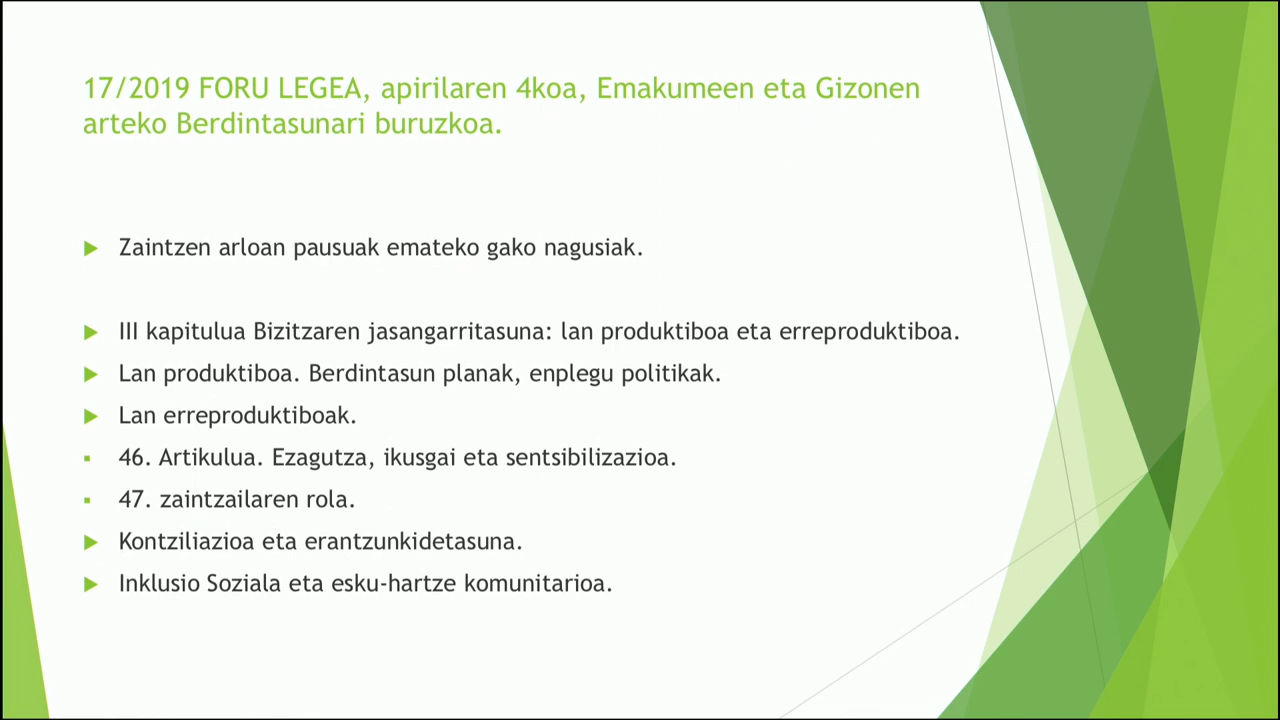 17/2019 FORU LEGEA, apirilaren 4koa, Emakumeen eta Gizonen
arteko Berdintasunari buruzkoa.
Zaintzen arloan pausuak emateko gako nagusiak.
III kapitulua Bizitzaren jasangarritasuna: lan produktiboa eta erreproduktiboa.
Lan produktiboa. Berdintasun planak, enplegu politikak.
Lan erreproduktiboak.
46. Artikulua. Ezagutza, ikusgai eta sentsibilizazioa.
47. zaintzailaren rola.
Kontziliazioa eta erantzunkidetasuna.
Inklusio Soziala eta esku-hartze komunitarioa.